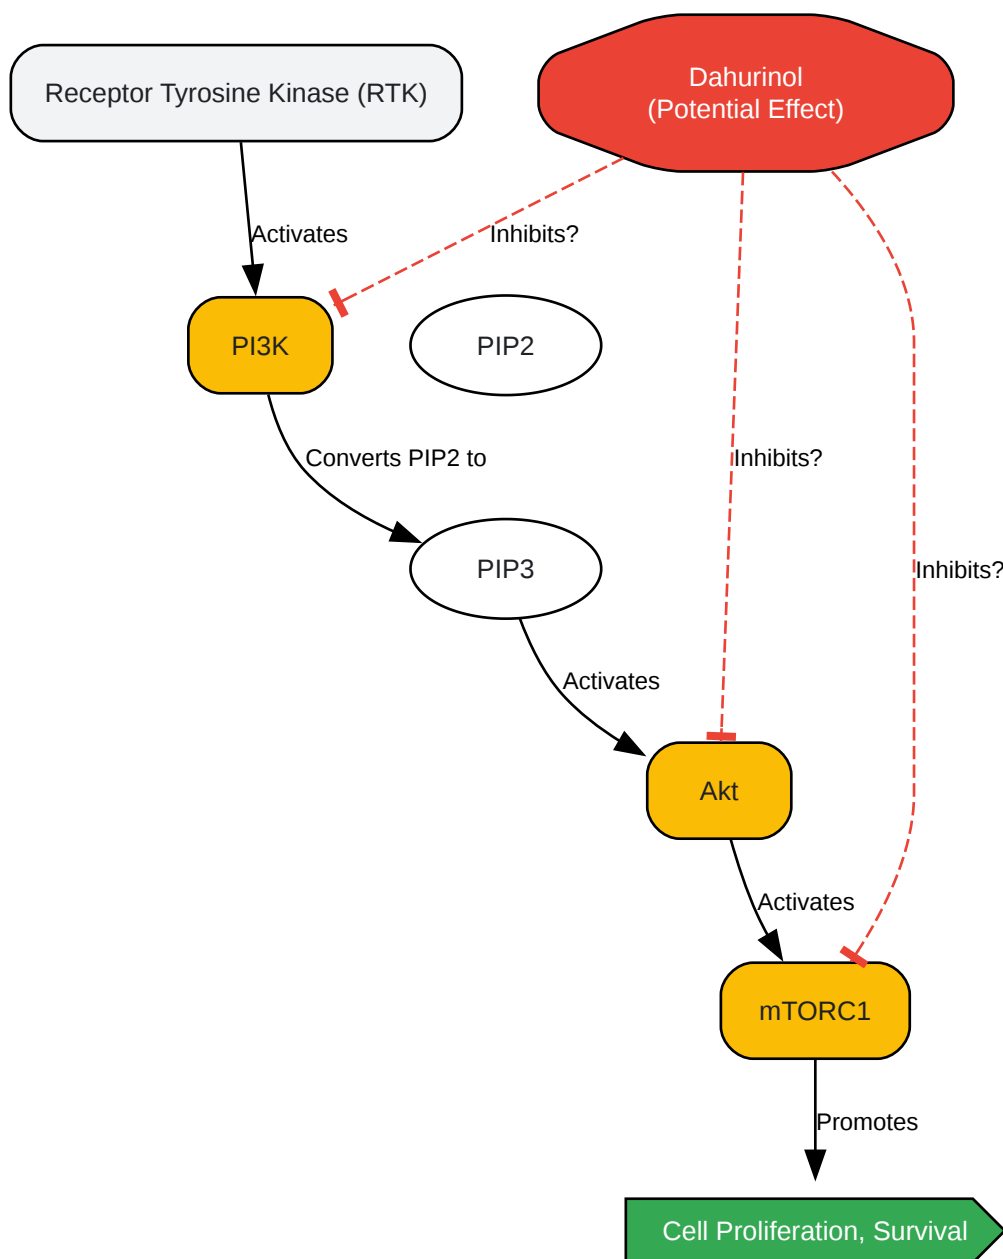 Receptor Tyrosine Kinase (RTK)
Dahurinol
(Potential Effect)
Activates
Inhibits?
PI3K
PIP2
Converts PIP2 to
Inhibits?
PIP3
Inhibits?
Activates
Akt
Activates
mTORC1
Promotes
Cell Proliferation, Survival